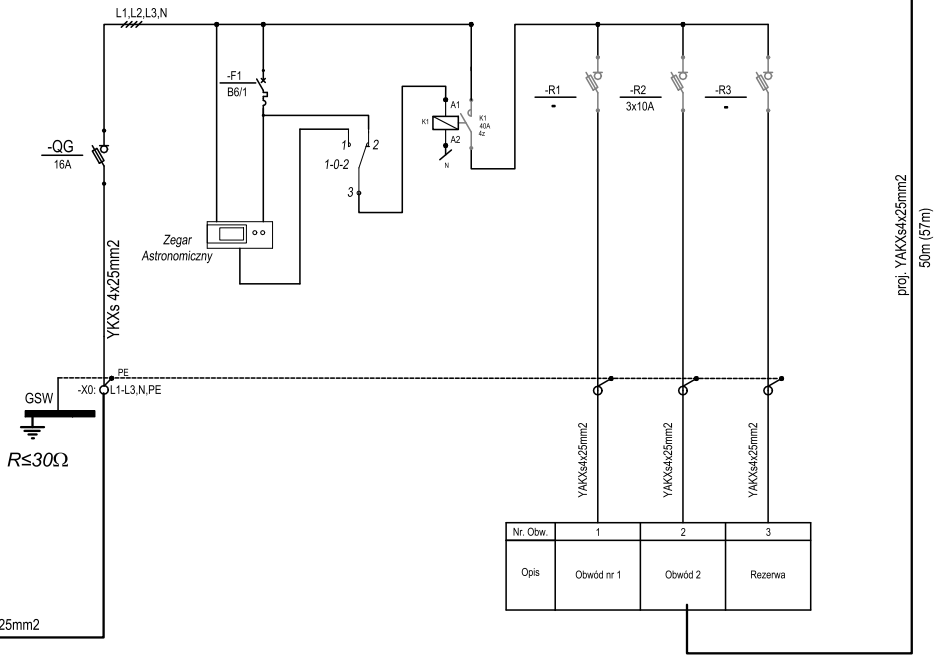 L1,L2,L3,N
-F1
B6/1
-QG
16A
1
2
1-0-2
3
A1
K1
A2
N
K1
40A
4z
-R1
-
-R2
3x10A
-R3
-
Zegar
Astronomiczny
YKXs 4x25mm2
proj. YAKXs4x25mm2
50m (57m)
PE
-X0:
L1-L3,N,PE
GSW
R≤30Ω
YAKXs4x25mm2
YAKXs4x25mm2
YAKXs4x25mm2
Nr. Obw.
1
2
3
Opis
Obwód nr 1
Obwód 2
Rezerwa
25mm2